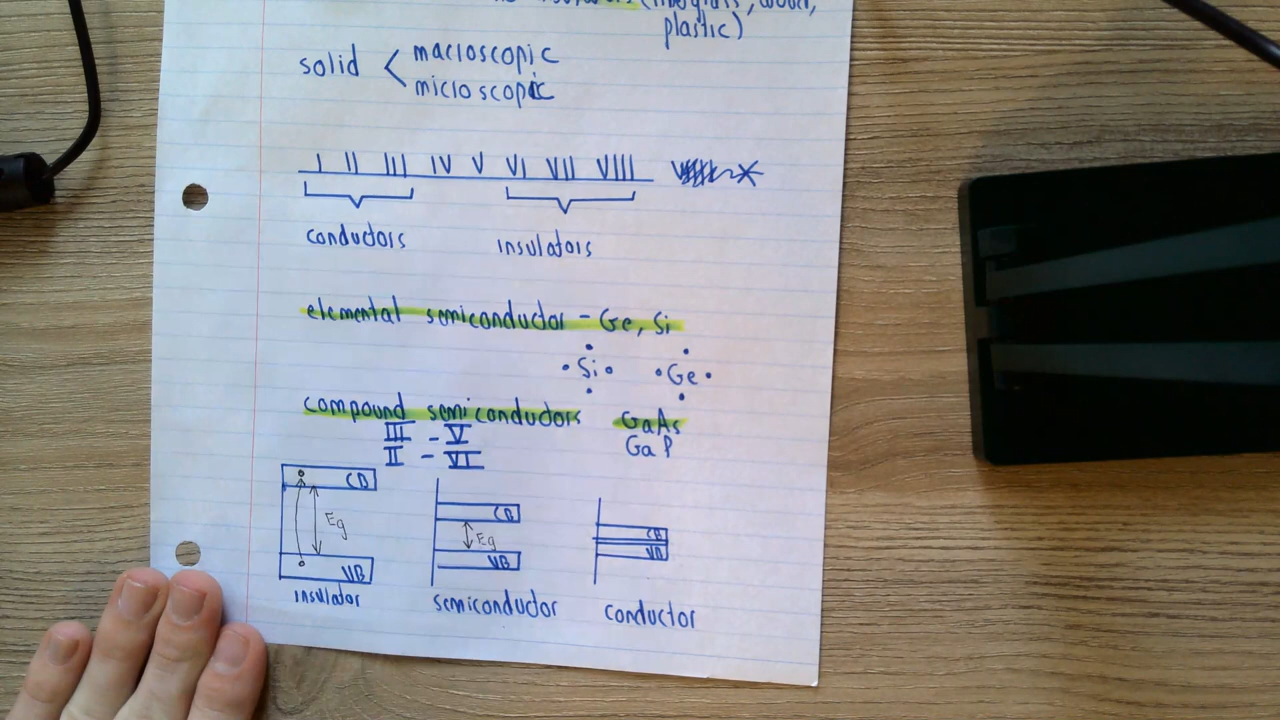 plastic)
solid < macroscopic
microscopic
I II III IV V VI VII VIII
conductors insulators
elemental semiconductor - Ge, Si
Si Ge
compound semiconductors GaAs
III - V GaP
II - VI
CB
Eg
VB
insulator
CB
Eg
VB
semiconductor
CB
VB
conductor